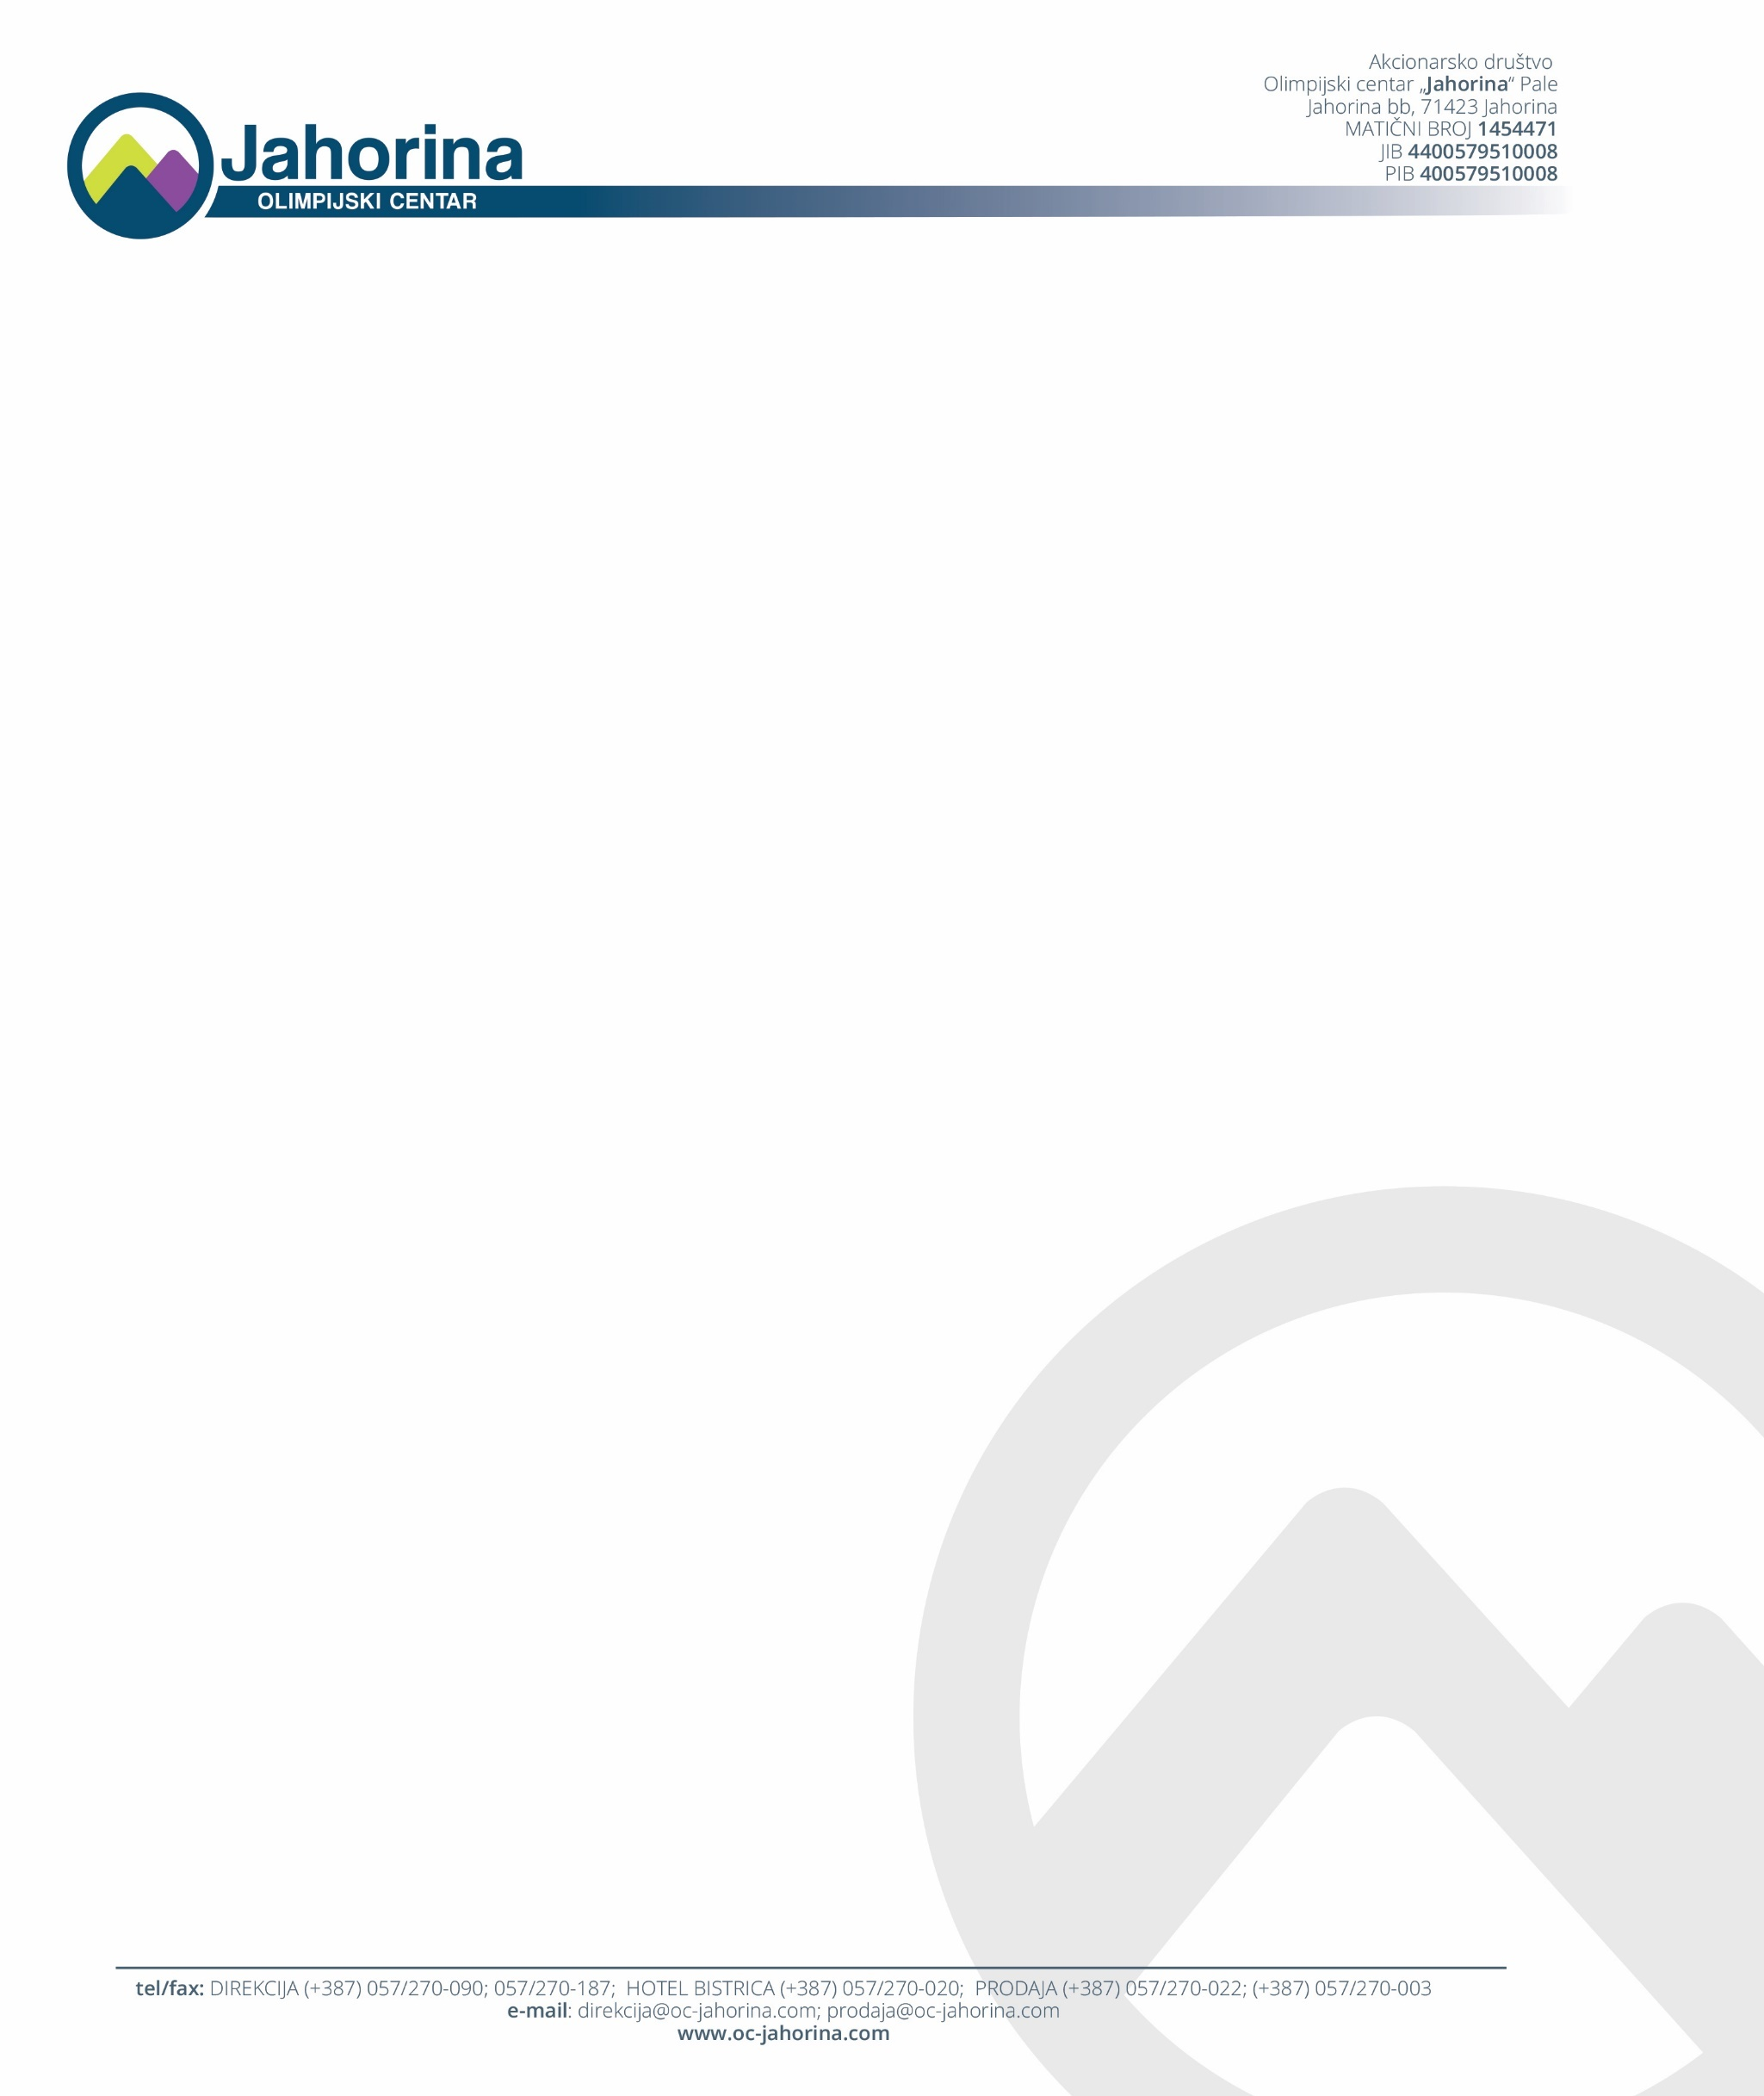 Jahorina
OLIMPIJSKI CENTAR
Akcionarsko društvo
Olimpijski centar „Jahorina“ Pale
Jahorina bb, 71423 Jahorina
MATIČNI BROJ 1454471
JIB 4400579510008
PIB 400579510008
tel/fax: DIREKCIJA (+387) 057/270-090; 057/270-187; HOTEL BISTRICA (+387) 057/270-020; PRODAJA (+387) 057/270-022; (+387) 057/270-003
e-mail: direkcija@oc-jahorina.com; prodaja@oc-jahorina.com
www.oc-jahorina.com